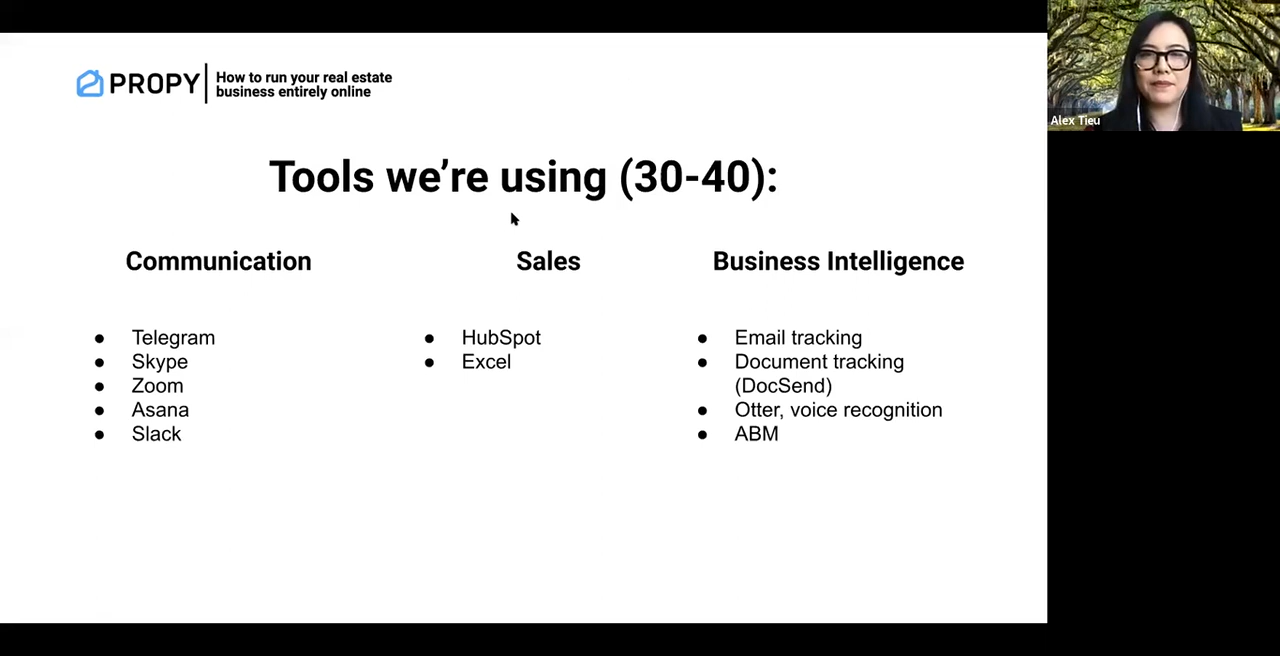 PROPY
How to run your real estate
business entirely online
Alex Tieu
Tools we’re using (30-40):
Communication
Telegram
Skype
Zoom
Asana
Slack
Sales
HubSpot
Excel
Business Intelligence
Email tracking
Document tracking
(DocSend)
Otter, voice recognition
ABM